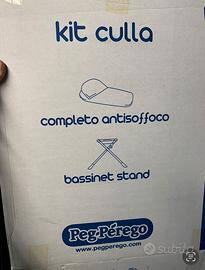 kit culla
completo antisoffoco
bassinet stand
Peg-Pérego
www.pegperego.com
subito